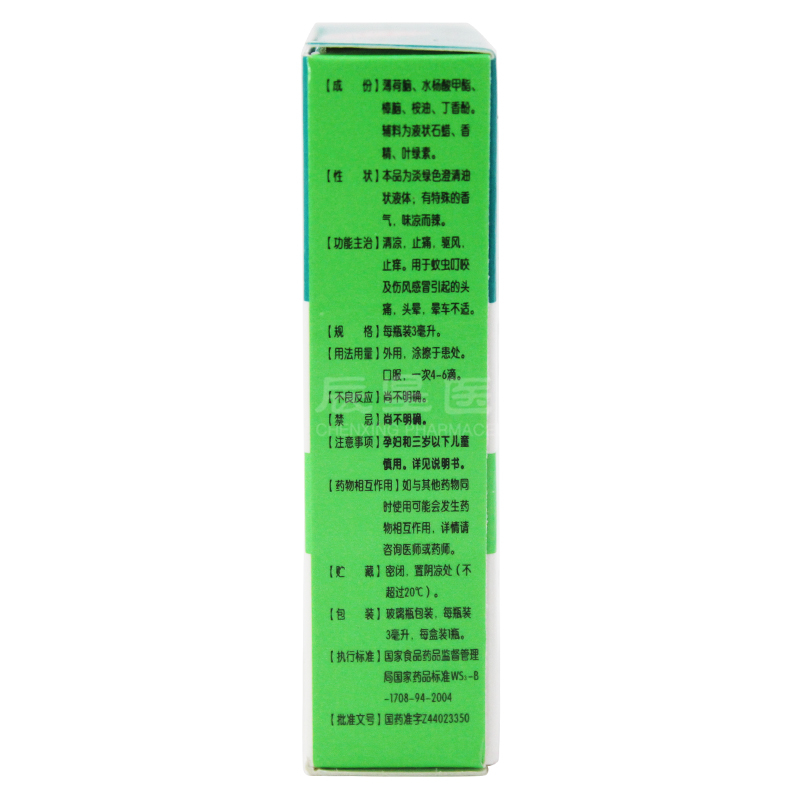 【成 份】薄荷脑、水杨酸甲酯、
樟脑、桉油、丁香酚。
辅料为液状石蜡、香
精、叶绿素。
【性 状】本品为淡绿色澄清油
状液体；有特殊的香
气，味凉而辣。
【功能主治】清凉，止痛，驱风，
止痒。用于蚊虫叮咬
及伤风感冒引起的头
痛，头晕，晕车不适。
【规 格】每瓶装3毫升。
【用法用量】外用，涂擦于患处。
口服，一次4-6滴。
【不良反应】尚不明确。
【禁 忌】尚不明确。
【注意事项】孕妇和三岁以下儿童
慎用。详见说明书。
【药物相互作用】如与其他药物同
时使用可能会发生药
物相互作用，详情请
咨询医师或药师。
【贮 藏】密闭，置阴凉处（不
超过20℃）。
【包 装】玻璃瓶包装，每瓶装
3毫升，每盒装1瓶。
【执行标准】国家食品药品监督管理
局国家药品标准WS₃-B
-1708-94-2004
【批准文号】国药准字Z44023350
辰星医
CHENXING PHARMACE